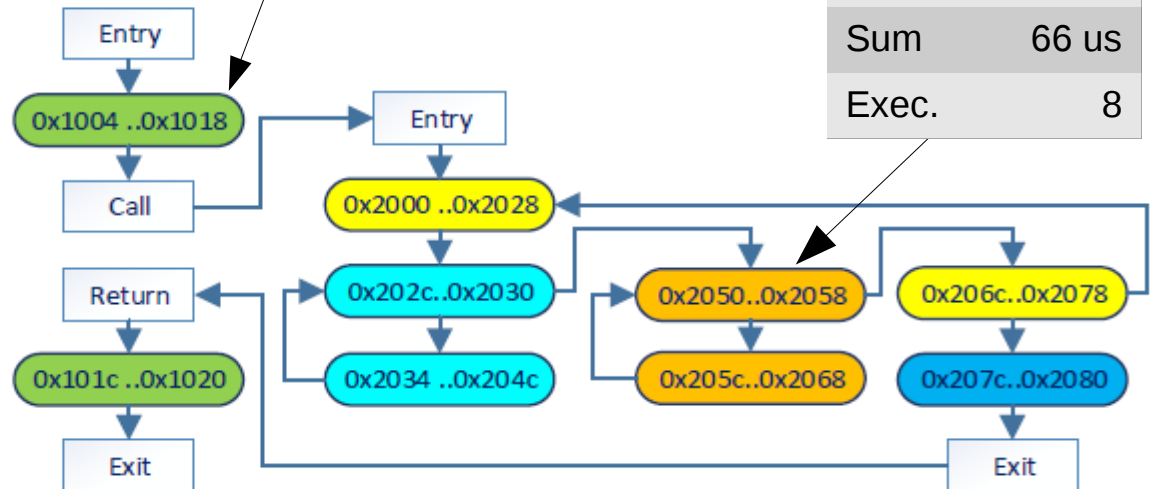 Entry
0x1004 ..0x1018
Call
Return
0x101c ..0x1020
Exit
Entry
0x2000 ..0x2028
0x202c..0x2030
0x2034 ..0x204c
0x2050..0x2058
0x205c..0x2068
0x206c..0x2078
0x207c..0x2080
Exit
Sum 66 us
Exec. 8